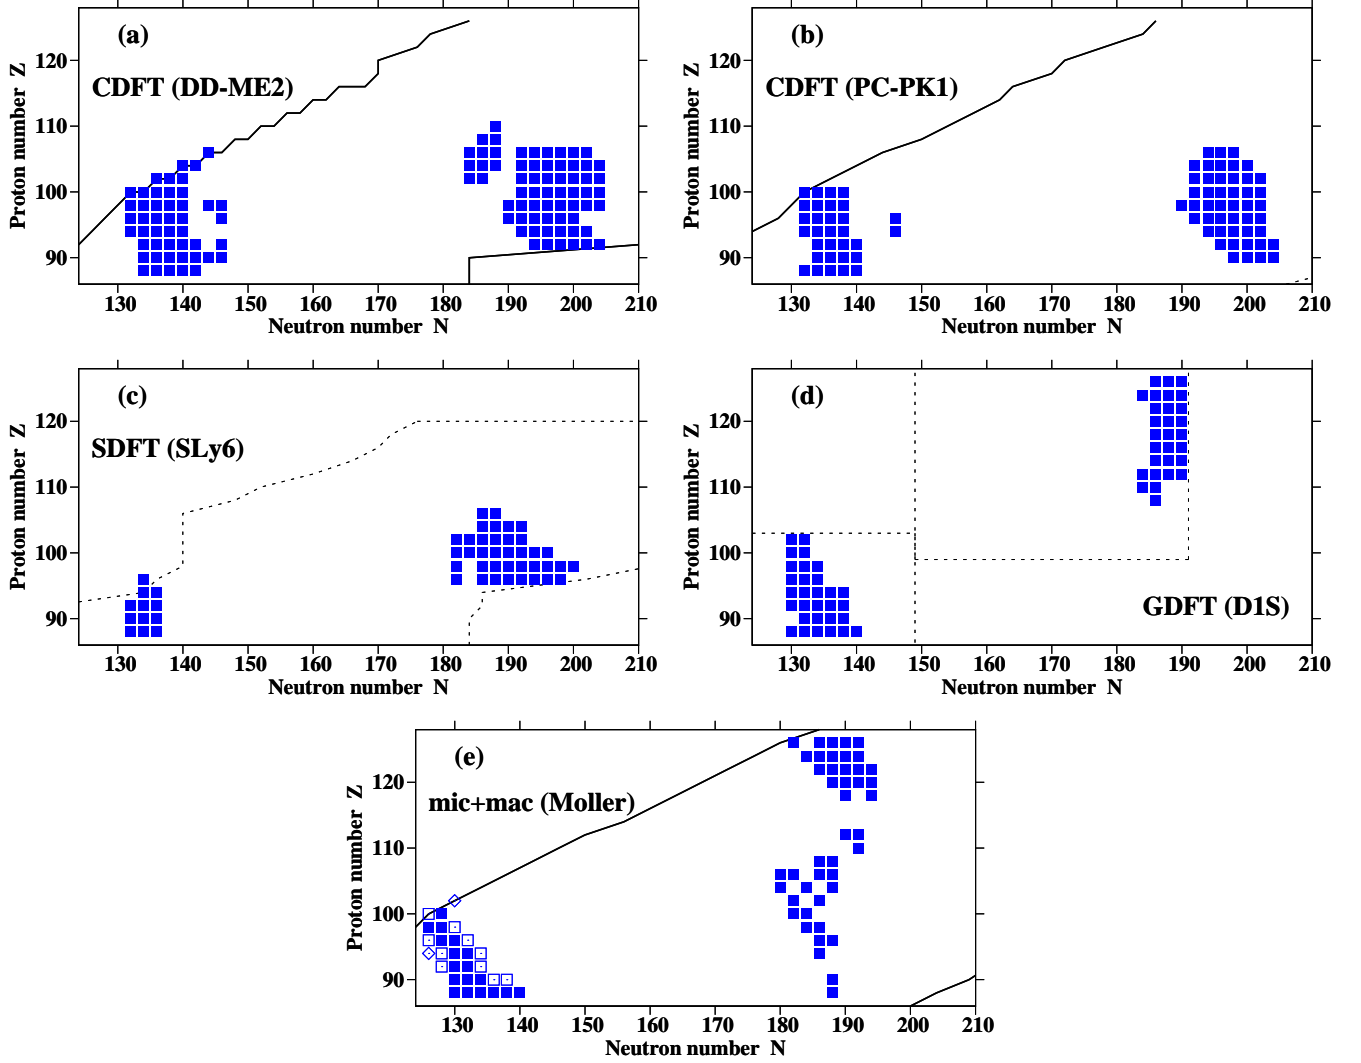 (a)
CDFT (DD-ME2)
Proton number Z
120
110
100
90
130 140 150 160 170 180 190 200 210
Neutron number N
(b)
CDFT (PC-PK1)
Proton number Z
120
110
100
90
130 140 150 160 170 180 190 200 210
Neutron number N
(c)
SDFT (SLy6)
Proton number Z
120
110
100
90
130 140 150 160 170 180 190 200 210
Neutron number N
(d)
GDFT (D1S)
Proton number Z
120
110
100
90
130 140 150 160 170 180 190 200 210
Neutron number N
(e)
mic+mac (Moller)
Proton number Z
120
110
100
90
130 140 150 160 170 180 190 200 210
Neutron number N